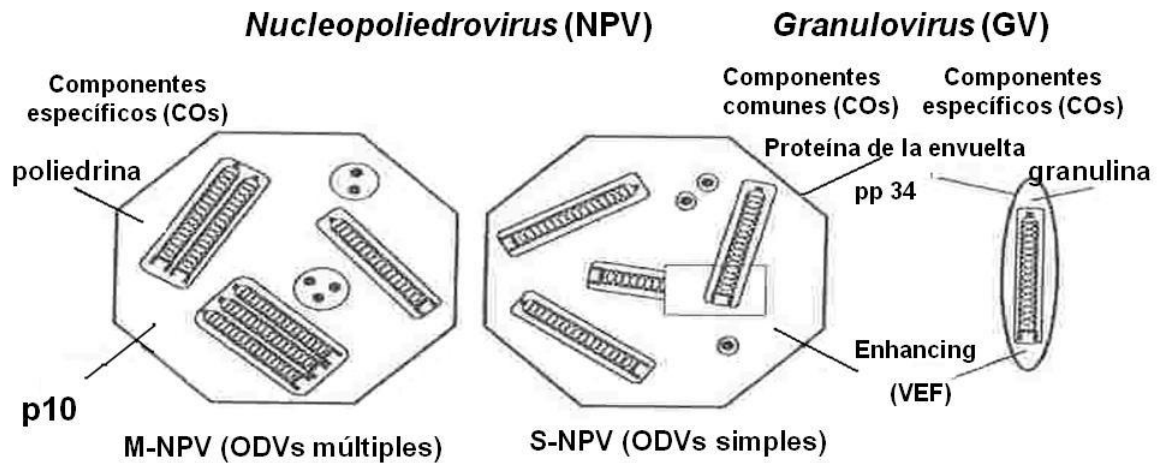 Nucleopoliedrovirus (NPV)
Granulovirus (GV)
Componentes
específicos (COs)
Componentes
comunes (COs)
Componentes
específicos (COs)
poliedrina
Proteína de la envuelta
pp 34
granulina
p10
Enhancing
(VEF)
M-NPV (ODVs múltiples)
S-NPV (ODVs simples)